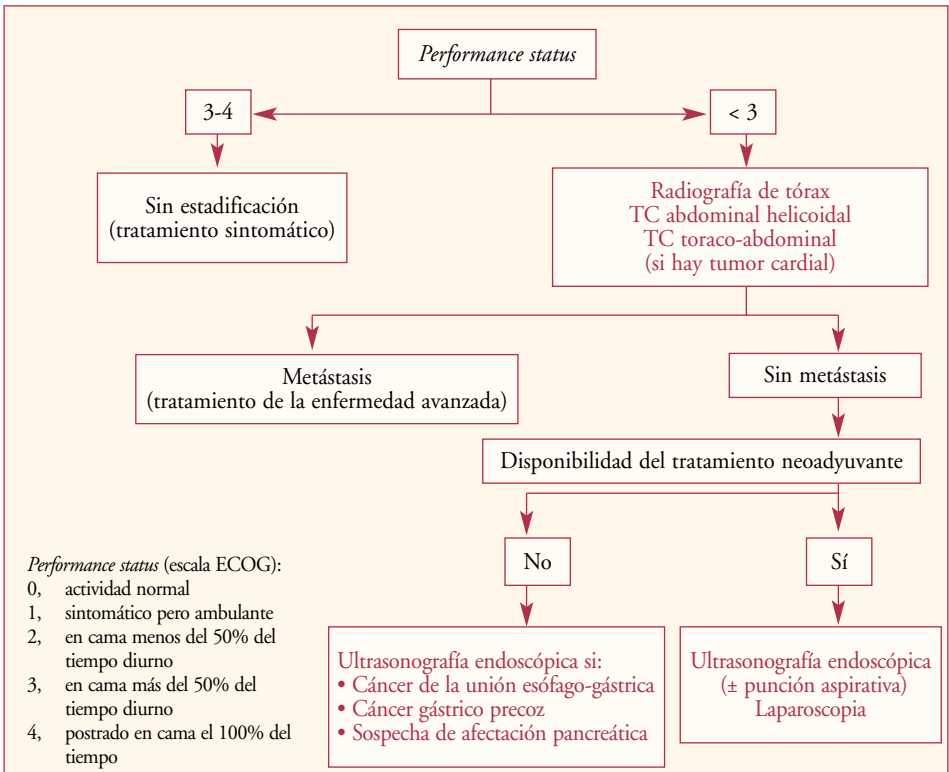 Performance status
3-4
< 3
Sin estadificación
(tratamiento sintomático)
Radiografía de tórax
TC abdominal helicoidal
TC toraco-abdominal
(si hay tumor cardial)
Metástasis
(tratamiento de la enfermedad avanzada)
Sin metástasis
Disponibilidad del tratamiento neoadyuvante
No
Sí
Ultrasonografía endoscópica si:
• Cáncer de la unión esófago-gástrica
• Cáncer gástrico precoz
• Sospecha de afectación pancreática
Ultrasonografía endoscópica
(± punción aspirativa)
Laparoscopia
Performance status (escala ECOG):
0, actividad normal
1, sintomático pero ambulante
2, en cama menos del 50% del
tiempo diurno
3, en cama más del 50% del
tiempo diurno
4, postrado en cama el 100% del
tiempo